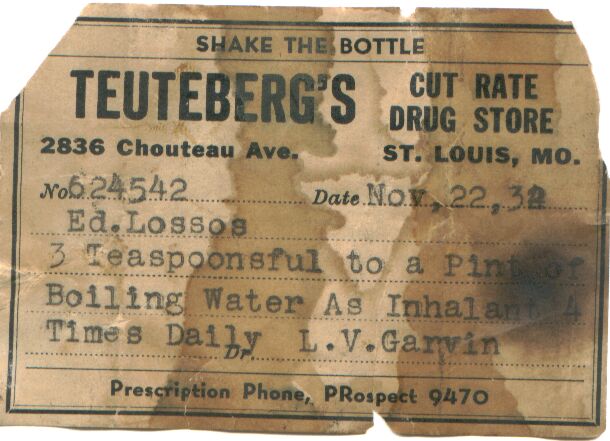 SHAKE THE BOTTLE
TEUTEBERG'S CUT RATE
DRUG STORE
2836 Chouteau Ave. ST. LOUIS, MO.
No 624542 Date Nov, 22, 32
Ed.Lossos
3 Teaspoonsful to a Pint of
Boiling Water As Inhalant 4
Times Daily Dr. L.V.Garvin
Prescription Phone, PRospect 9470